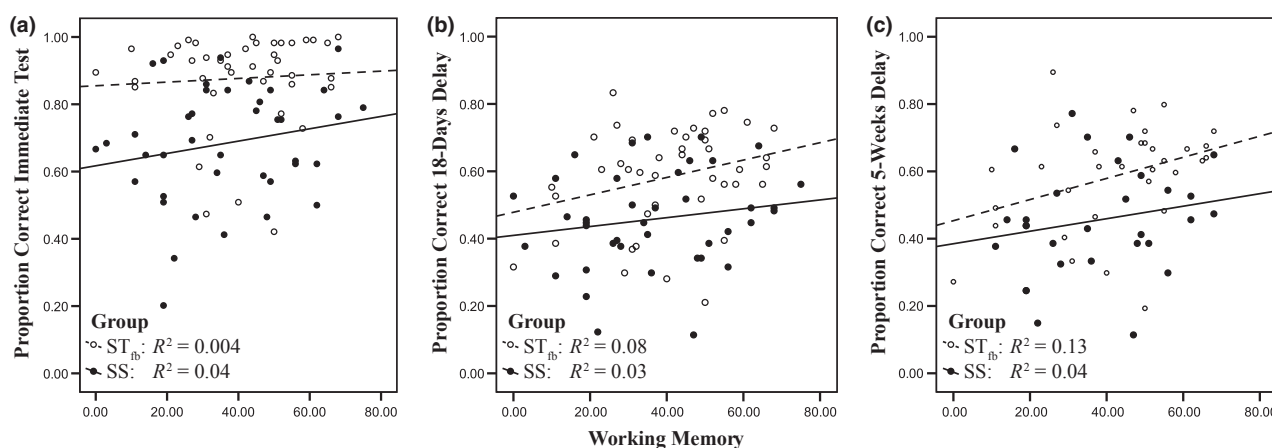 (a)
Proportion Correct Immediate Test
1.00
0.80
0.60
0.40
0.20
0.00
Group
ST_fb: R² = 0.004
SS: R² = 0.04
0.00 20.00 40.00 60.00 80.00
(b)
Proportion Correct 18-Days Delay
1.00
0.80
0.60
0.40
0.20
0.00
Group
ST_fb: R² = 0.08
SS: R² = 0.03
0.00 20.00 40.00 60.00 80.00
Working Memory
(c)
Proportion Correct 5-Weeks Delay
1.00
0.80
0.60
0.40
0.20
0.00
Group
ST_fb: R² = 0.13
SS: R² = 0.04
0.00 20.00 40.00 60.00 80.00